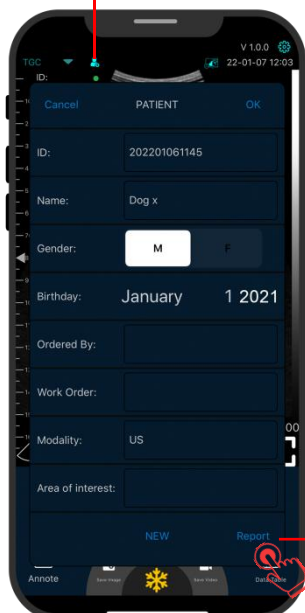 V 1.0.0
TGC 22-01-07 12:03
ID:
Cancel PATIENT OK
ID: 202201061145
Name: Dog x
Gender: M F
Birthday: January 1 2021
Ordered By:
Work Order:
Modality: US
Area of interest:
NEW Report
Annote Save Image Save Video Data Table